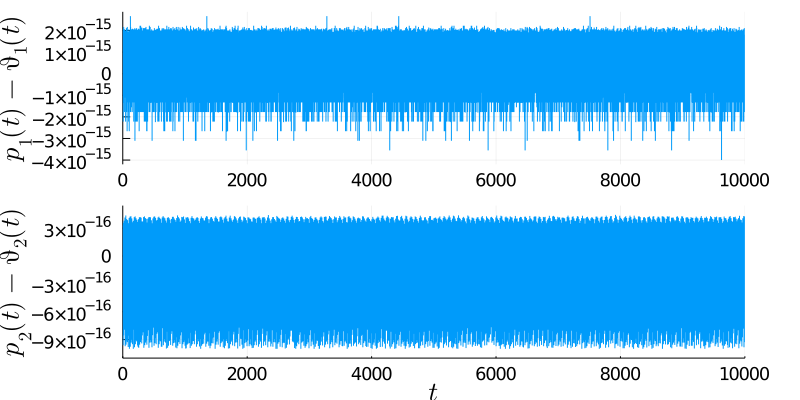 p₁(t) − ϑ₁(t)
2×10⁻¹⁵
1×10⁻¹⁵
0
−1×10⁻¹⁵
−2×10⁻¹⁵
−3×10⁻¹⁵
−4×10⁻¹⁵
0 2000 4000 6000 8000 10000
p₂(t) − ϑ₂(t)
3×10⁻¹⁶
0
−3×10⁻¹⁶
−6×10⁻¹⁶
−9×10⁻¹⁶
0 2000 4000 6000 8000 10000
t